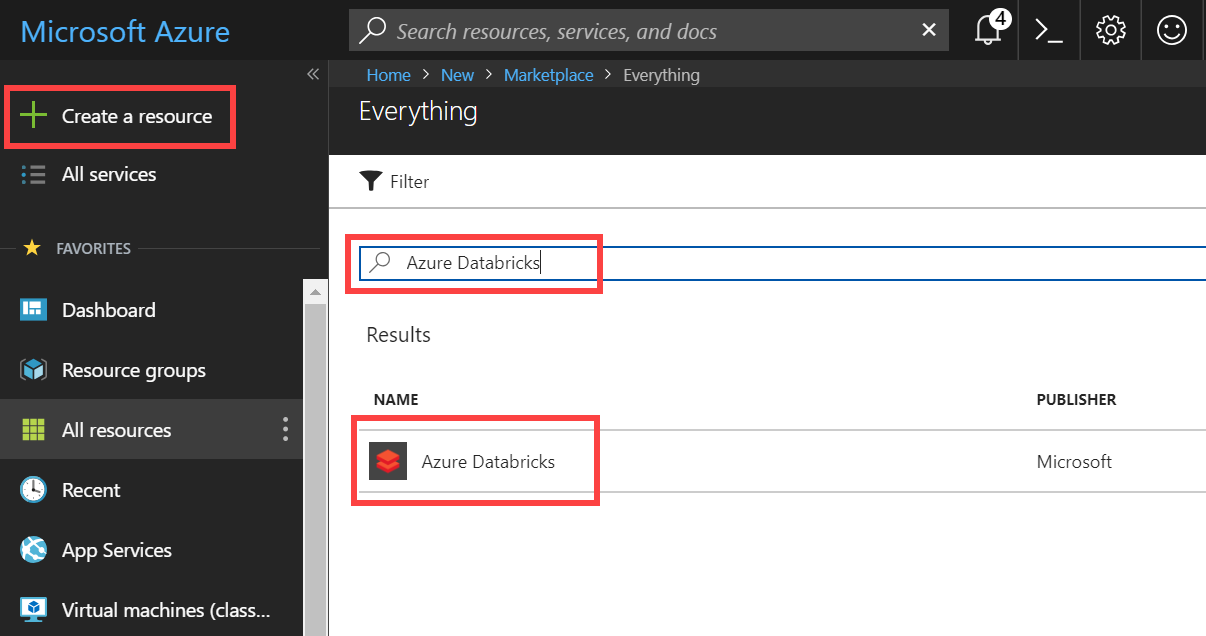 Microsoft Azure
Search resources, services, and docs
4
Home > New > Marketplace > Everything
Everything
Create a resource
All services
FAVORITES
Dashboard
Resource groups
All resources
Recent
App Services
Virtual machines (class...
Filter
Azure Databricks
Results
NAME PUBLISHER
Azure Databricks Microsoft